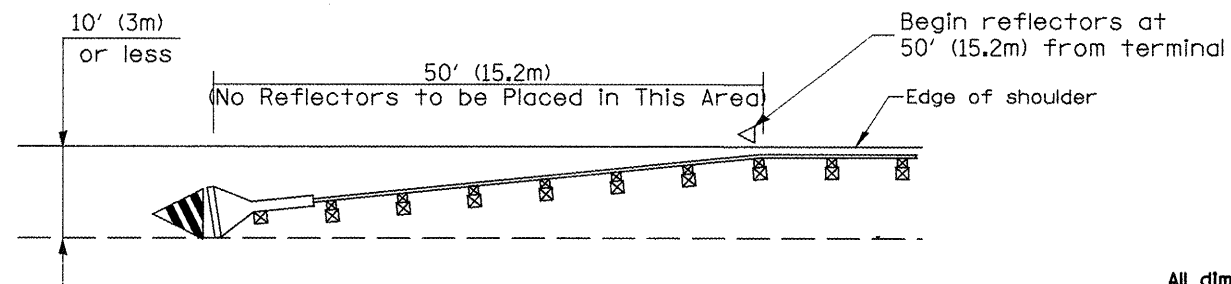 10' (3m)
or less
50' (15.2m)
(No Reflectors to be Placed in This Area)
Begin reflectors at
50' (15.2m) from terminal
Edge of shoulder
All dim